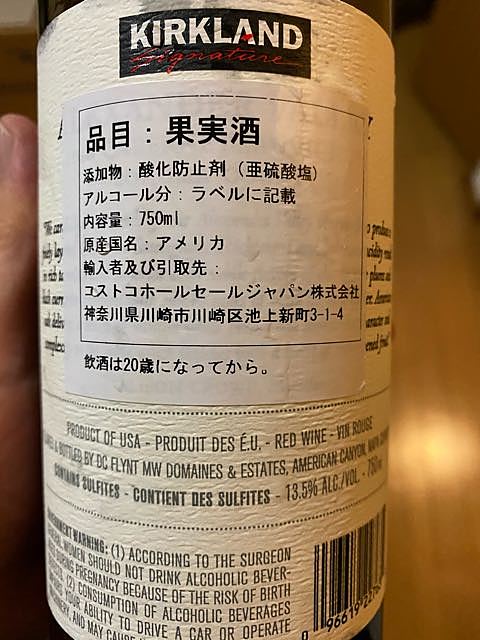 KIRKLAND
Signature
品目：果実酒
添加物：酸化防止剤（亜硫酸塩）
アルコール分：ラベルに記載
内容量：750ml
原産国名：アメリカ
輸入者及び引取先：
コストコホールセールジャパン株式会社
神奈川県川崎市川崎区池上新町3-1-4
飲酒は20歳になってから。
PRODUCT OF USA - PRODUIT DES É.U. - RED WINE - VIN ROUGE
& BOTTLED BY DC FLYNT MW DOMAINES & ESTATES, AMERICAN CANYON, NAPA
CONTAINS SULFITES - CONTIENT DES SULFITES - 13.5% ALC./VOL. -
WARNING: (1) ACCORDING TO THE SURGEON
WOMEN SHOULD NOT DRINK ALCOHOLIC BEVER-
DURING PREGNANCY BECAUSE OF THE RISK OF BIRTH
(2) CONSUMPTION OF ALCOHOLIC BEVERAGES
YOUR ABILITY TO DRIVE A CAR OR OPERATE
AND MAY CAUSE
0 96619